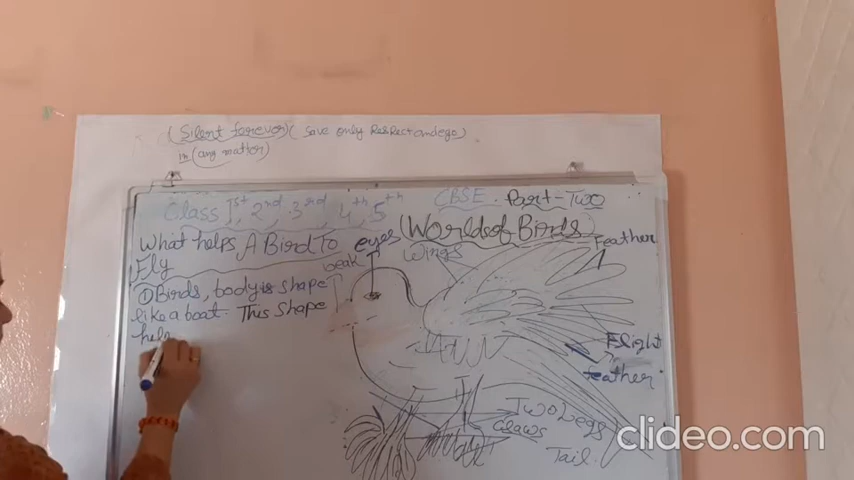 (Silent forever) (Save only Respect and ego)
in (any matter)
Class 1st, 2nd, 3rd, 4th, 5th
CBSE. Part-Two
(Worlds of Birds)
What helps A Bird To
Fly
① Birds, body is shape
like a boat. This shape
help
eyes
beak
Wings
Feather
Flight
feather
Two Legs
Claws
Tail
clideo.com